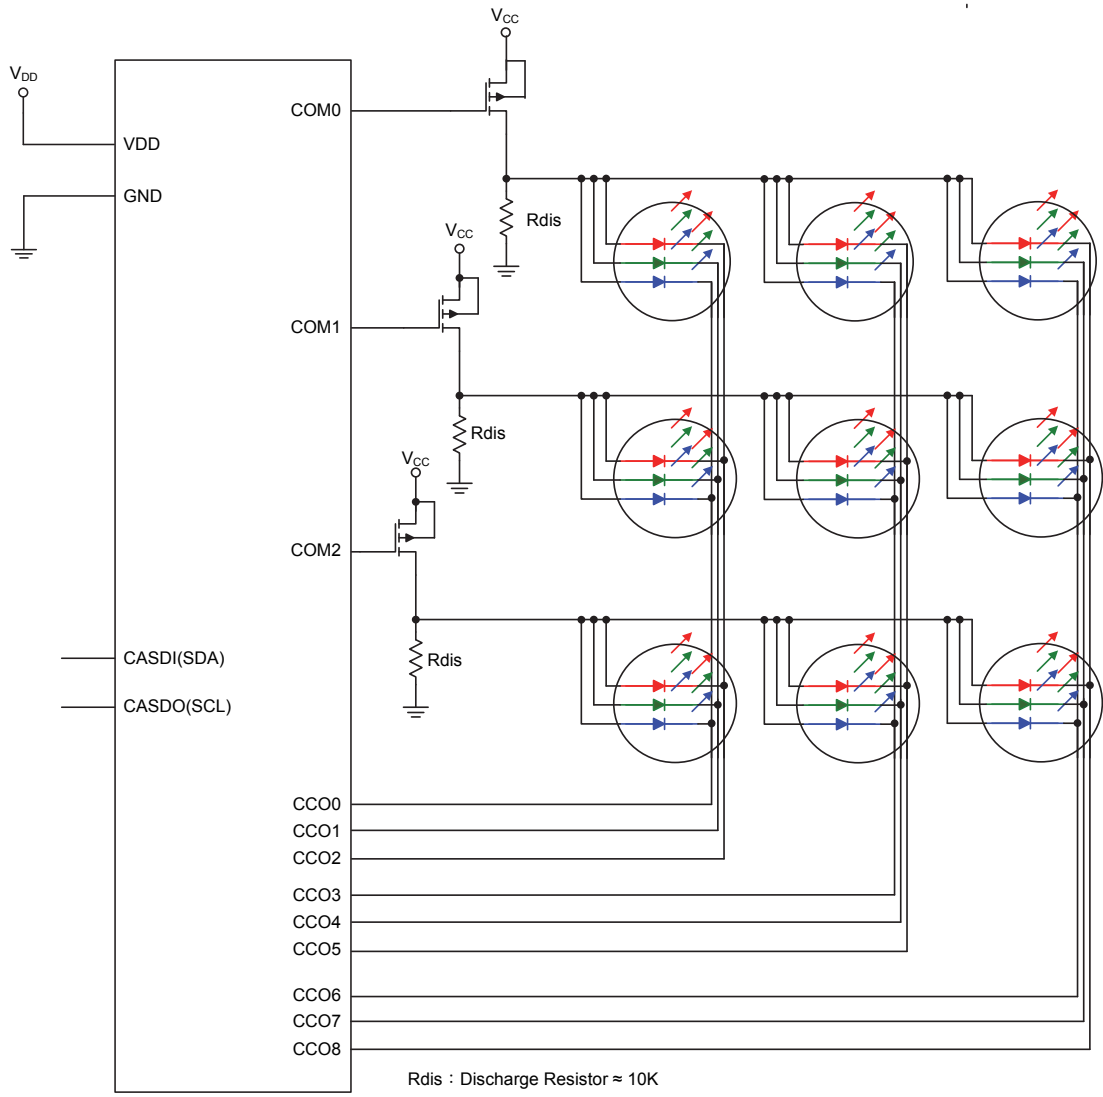 VCC
VDD
COM0
VDD
GND
Rdis
VCC
COM1
Rdis
VCC
COM2
Rdis
CASDI(SDA)
CASDO(SCL)
CCO0
CCO1
CCO2
CCO3
CCO4
CCO5
CCO6
CCO7
CCO8
Rdis : Discharge Resistor ≈ 10K